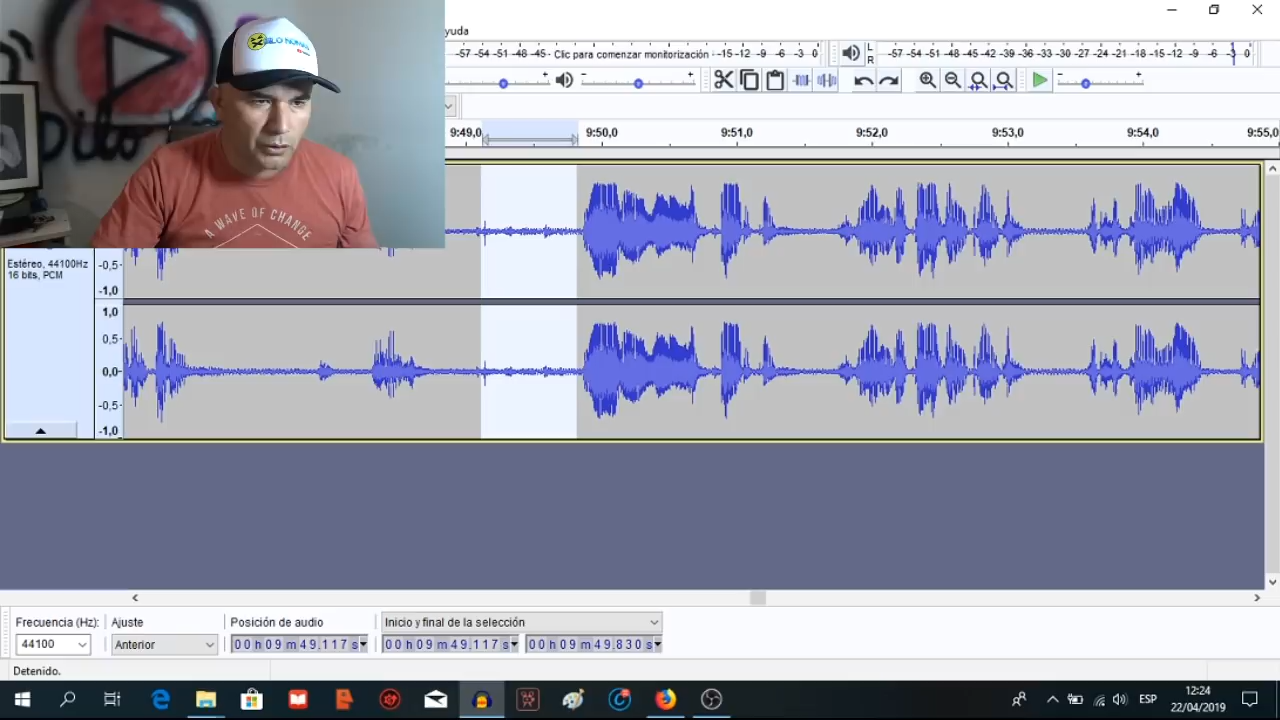 yuda
-57 -54 -51 -48 -45 - Clic para comenzar monitorización -15 -12 -9 -6 -3 0
L
R
-57 -54 -51 -48 -45 -42 -39 -36 -33 -30 -27 -24 -21 -18 -15 -12 -9 -6 -3 0
- + - + - +
9:49,0 9:50,0 9:51,0 9:52,0 9:53,0 9:54,0 9:55,0
A WAVE OF CHANGE
Estéreo, 44100Hz
16 bits, PCM
-0,5-
-1,0
1,0
0,5-
0,0-
-0,5-
-1,0
Frecuencia (Hz): Ajuste Posición de audio Inicio y final de la selección
44100 Anterior 00 h 09 m 49.117 s 00 h 09 m 49.117 s 00 h 09 m 49.830 s
Detenido.
ESP
12:24
22/04/2019